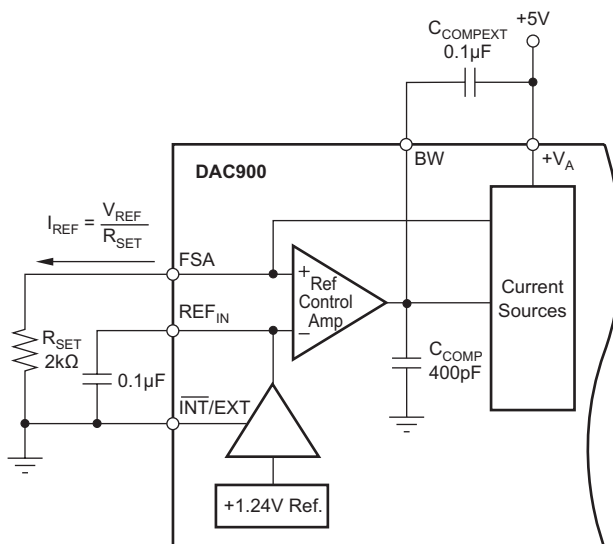 +5V
C_COMPEXT
0.1µF
BW
+V_A
DAC900
I_REF = V_REF / R_SET
FSA
+
Ref
Control
Amp
−
REF_IN
Current
Sources
R_SET
2kΩ
0.1µF
C_COMP
400pF
I̅N̅T̅/EXT
+1.24V Ref.